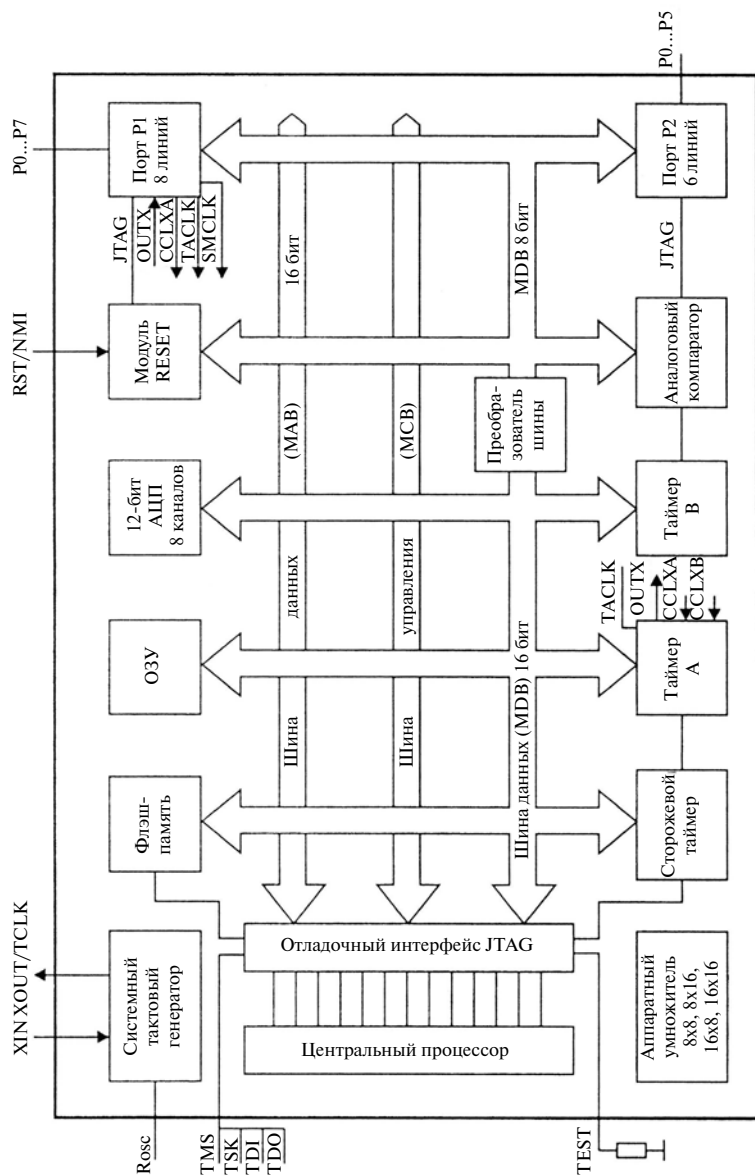 XIN XOUT/TCLK
RST/NMI
P0...P7
Rosc
Системный
тактовый
генератор
Флэш-
память
ОЗУ
12-бит
АЦП
8 каналов
Модуль
RESET
JTAG
OUTX
CCLXA
TACLK
SMCLK
Порт P1
8 линий
TMS
TSK
TDI
TDO
Шина
данных
(MAB)
16 бит
Шина
управления
(MCB)
Отладочный интерфейс JTAG
Центральный процессор
Шина данных (MDB) 16 бит
Преобра-
зователь
шины
MDB 8 бит
TEST
Аппаратный
умножитель
8x8, 8x16,
16x8, 16x16
Сторожевой
таймер
Таймер
A
TACLK
OUTX
CCLXA
CCLXB
Таймер
B
Аналоговый
компаратор
JTAG
Порт P2
6 линий
P0...P5